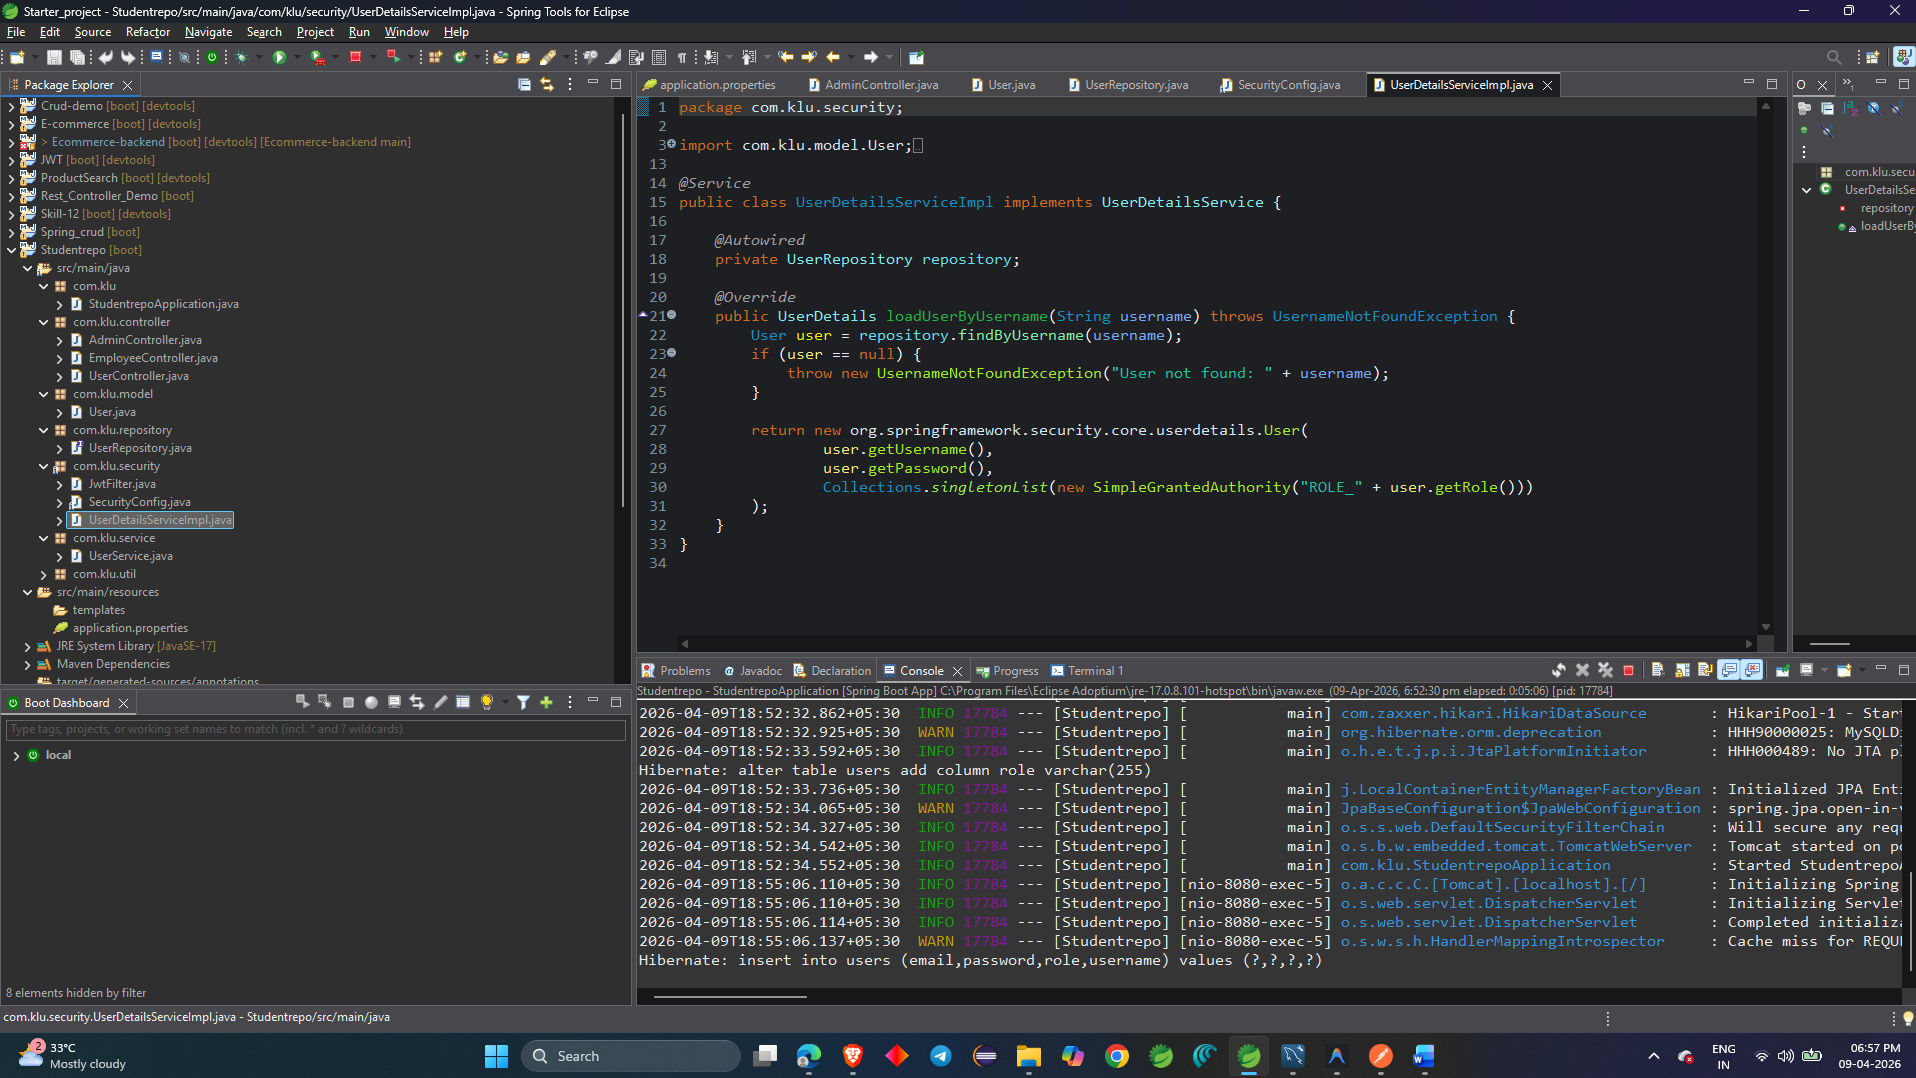 Starter_project - Studentrepo/src/main/java/com/klu/security/UserDetailsServiceImpl.java - Spring Tools for Eclipse
File Edit Source Refactor Navigate Search Project Run Window Help
Package Explorer
Crud-demo [boot] [devtools]
E-commerce [boot] [devtools]
> Ecommerce-backend [boot] [devtools] [Ecommerce-backend main]
JWT [boot] [devtools]
ProductSearch [boot] [devtools]
Rest_Controller_Demo [boot]
Skill-12 [boot] [devtools]
Spring_crud [boot]
Studentrepo [boot]
src/main/java
com.klu
StudentrepoApplication.java
com.klu.controller
AdminController.java
EmployeeController.java
UserController.java
com.klu.model
User.java
com.klu.repository
UserRepository.java
com.klu.security
JwtFilter.java
SecurityConfig.java
UserDetailsServiceImpl.java
com.klu.service
UserService.java
com.klu.util
src/main/resources
templates
application.properties
JRE System Library [JavaSE-17]
Maven Dependencies
target/generated-sources/annotations
Boot Dashboard
Type tags, projects, or working set names to match (incl. * and ? wildcards)
local
8 elements hidden by filter
application.properties AdminController.java User.java UserRepository.java SecurityConfig.java UserDetailsServiceImpl.java
1 package com.klu.security;
2
3 import com.klu.model.User;
13
14 @Service
15 public class UserDetailsServiceImpl implements UserDetailsService {
16
17 @Autowired
18 private UserRepository repository;
19
20 @Override
21 public UserDetails loadUserByUsername(String username) throws UsernameNotFoundException {
22 User user = repository.findByUsername(username);
23 if (user == null) {
24 throw new UsernameNotFoundException("User not found: " + username);
25 }
26
27 return new org.springframework.security.core.userdetails.User(
28 user.getUsername(),
29 user.getPassword(),
30 Collections.singletonList(new SimpleGrantedAuthority("ROLE_" + user.getRole()))
31 );
32 }
33 }
34
O
com.klu.secu
UserDetailsSe
repository
loadUserBy
Problems Javadoc Declaration Console Progress Terminal 1
Studentrepo - StudentrepoApplication [Spring Boot App] C:\Program Files\Eclipse Adoptium\jre-17.0.8.101-hotspot\bin\javaw.exe (09-Apr-2026, 6:52:30 pm elapsed: 0:05:06) [pid: 17784]
2026-04-09T18:52:32.862+05:30 INFO 17784 --- [Studentrepo] [ main] com.zaxxer.hikari.HikariDataSource : HikariPool-1 - Star
2026-04-09T18:52:32.925+05:30 WARN 17784 --- [Studentrepo] [ main] org.hibernate.orm.deprecation : HHH90000025: MySQLD
2026-04-09T18:52:33.592+05:30 INFO 17784 --- [Studentrepo] [ main] o.h.e.t.j.p.i.JtaPlatformInitiator : HHH000489: No JTA p
Hibernate: alter table users add column role varchar(255)
2026-04-09T18:52:33.736+05:30 INFO 17784 --- [Studentrepo] [ main] j.LocalContainerEntityManagerFactoryBean : Initialized JPA Ent
2026-04-09T18:52:34.065+05:30 WARN 17784 --- [Studentrepo] [ main] JpaBaseConfiguration$JpaWebConfiguration : spring.jpa.open-in-
2026-04-09T18:52:34.327+05:30 INFO 17784 --- [Studentrepo] [ main] o.s.s.web.DefaultSecurityFilterChain : Will secure any req
2026-04-09T18:52:34.542+05:30 INFO 17784 --- [Studentrepo] [ main] o.s.b.w.embedded.tomcat.TomcatWebServer : Tomcat started on p
2026-04-09T18:52:34.552+05:30 INFO 17784 --- [Studentrepo] [ main] com.klu.StudentrepoApplication : Started Studentrepo
2026-04-09T18:55:06.110+05:30 INFO 17784 --- [Studentrepo] [nio-8080-exec-5] o.a.c.c.C.[Tomcat].[localhost].[/] : Initializing Spring
2026-04-09T18:55:06.110+05:30 INFO 17784 --- [Studentrepo] [nio-8080-exec-5] o.s.web.servlet.DispatcherServlet : Initializing Servle
2026-04-09T18:55:06.114+05:30 INFO 17784 --- [Studentrepo] [nio-8080-exec-5] o.s.web.servlet.DispatcherServlet : Completed initializ
2026-04-09T18:55:06.137+05:30 WARN 17784 --- [Studentrepo] [nio-8080-exec-5] o.s.w.s.h.HandlerMappingIntrospector : Cache miss for REQU
Hibernate: insert into users (email,password,role,username) values (?,?,?,?)
com.klu.security.UserDetailsServiceImpl.java - Studentrepo/src/main/java
2
33°C
Mostly cloudy
Search
ENG
IN
06:57 PM
09-04-2026